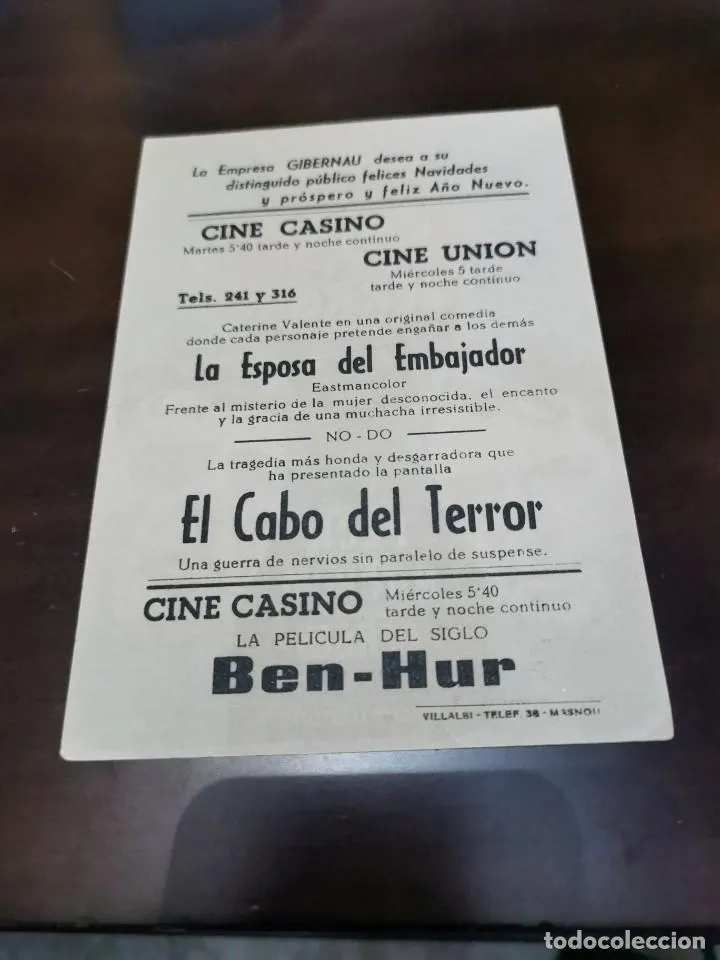 La Empresa GIBERNAU desea a su
distinguido público felices Navidades
y próspero y feliz Año Nuevo.
CINE CASINO
Martes 5'40 tarde y noche continuo
CINE UNION
Miércoles 5 tarde
tarde y noche continuo
Tels. 241 y 316
Caterine Valente en una original comedia
donde cada personaje pretende engañar a los demás
La Esposa del Embajador
Eastmancolor
Frente al misterio de la mujer desconocida, el encanto
y la gracia de una muchacha irresistible.
NO - DO
La tragedia más honda y desgarradora que
ha presentado la pantalla
El Cabo del Terror
Una guerra de nervios sin paralelo de suspense.
CINE CASINO
Miércoles 5'40
tarde y noche continuo
LA PELICULA DEL SIGLO
Ben-Hur
VILLALBI - TELEF. 36 - MASNOU
todocoleccion